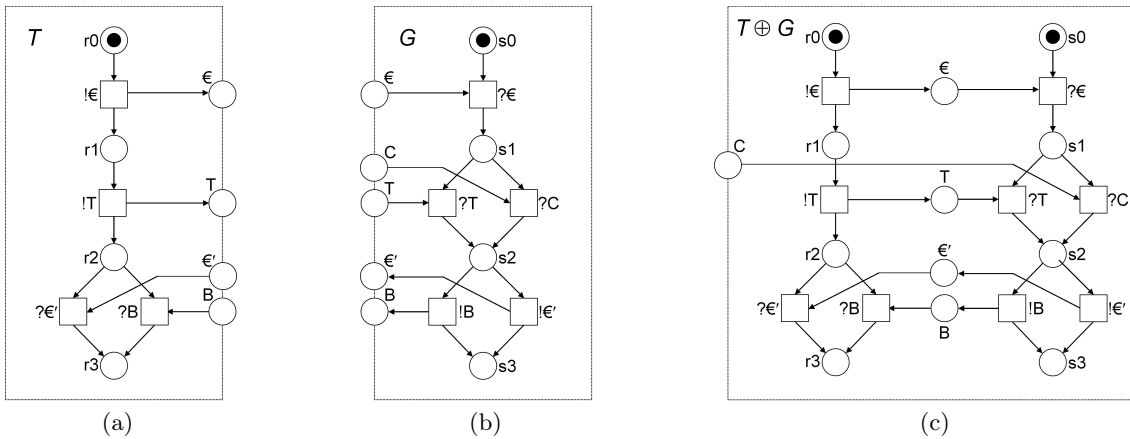 T
r0
€
!€
r1
T
!T
r2
€′
B
?€′
?B
r3
(a)
G
s0
€
?€
s1
C
T
?T
?C
s2
€′
B
!B
!€′
s3
(b)
T ⊕ G
r0
s0
€
!€
?€
r1
s1
C
T
!T
?T
?C
r2
s2
€′
?€′
?B
!B
!€′
B
r3
s3
(c)